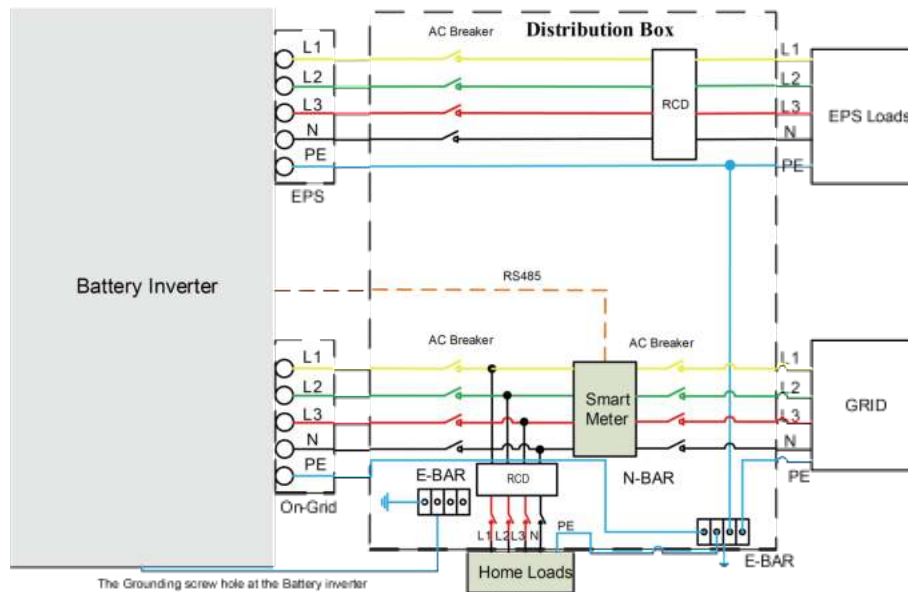 Distribution Box
AC Breaker
L1
L2
L3
N
PE
EPS
RCD
L1
L2
L3
N
PE
EPS Loads
Battery Inverter
RS485
AC Breaker
AC Breaker
L1
L2
L3
N
PE
On-Grid
Smart
Meter
L1
L2
L3
N
PE
GRID
E-BAR
RCD
N-BAR
L1
L2
L3
N
PE
E-BAR
Home Loads
The Grounding screw hole at the Battery inverter